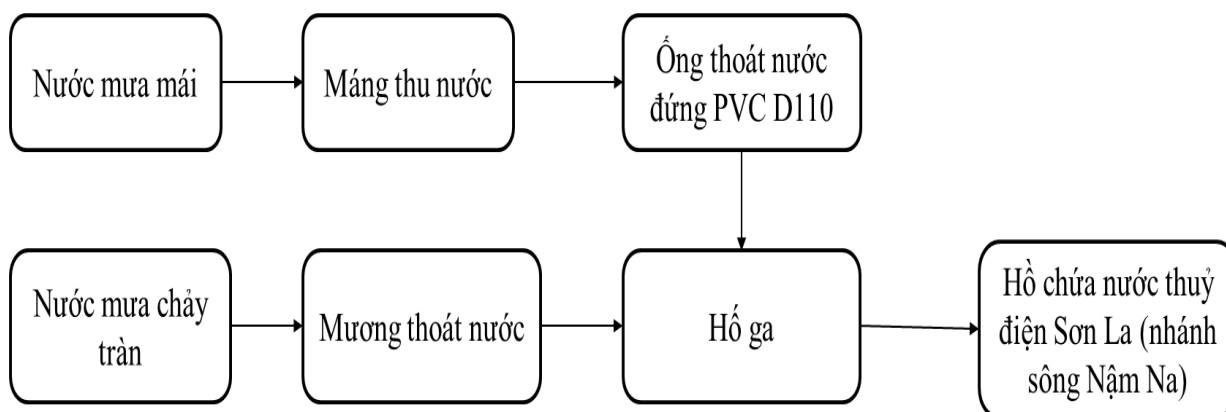 Nước mưa mái
Máng thu nước
Ống thoát nước
đứng PVC D110
Nước mưa chảy
tràn
Mương thoát nước
Hố ga
Hồ chứa nước thuỷ
điện Sơn La (nhánh
sông Nậm Na)